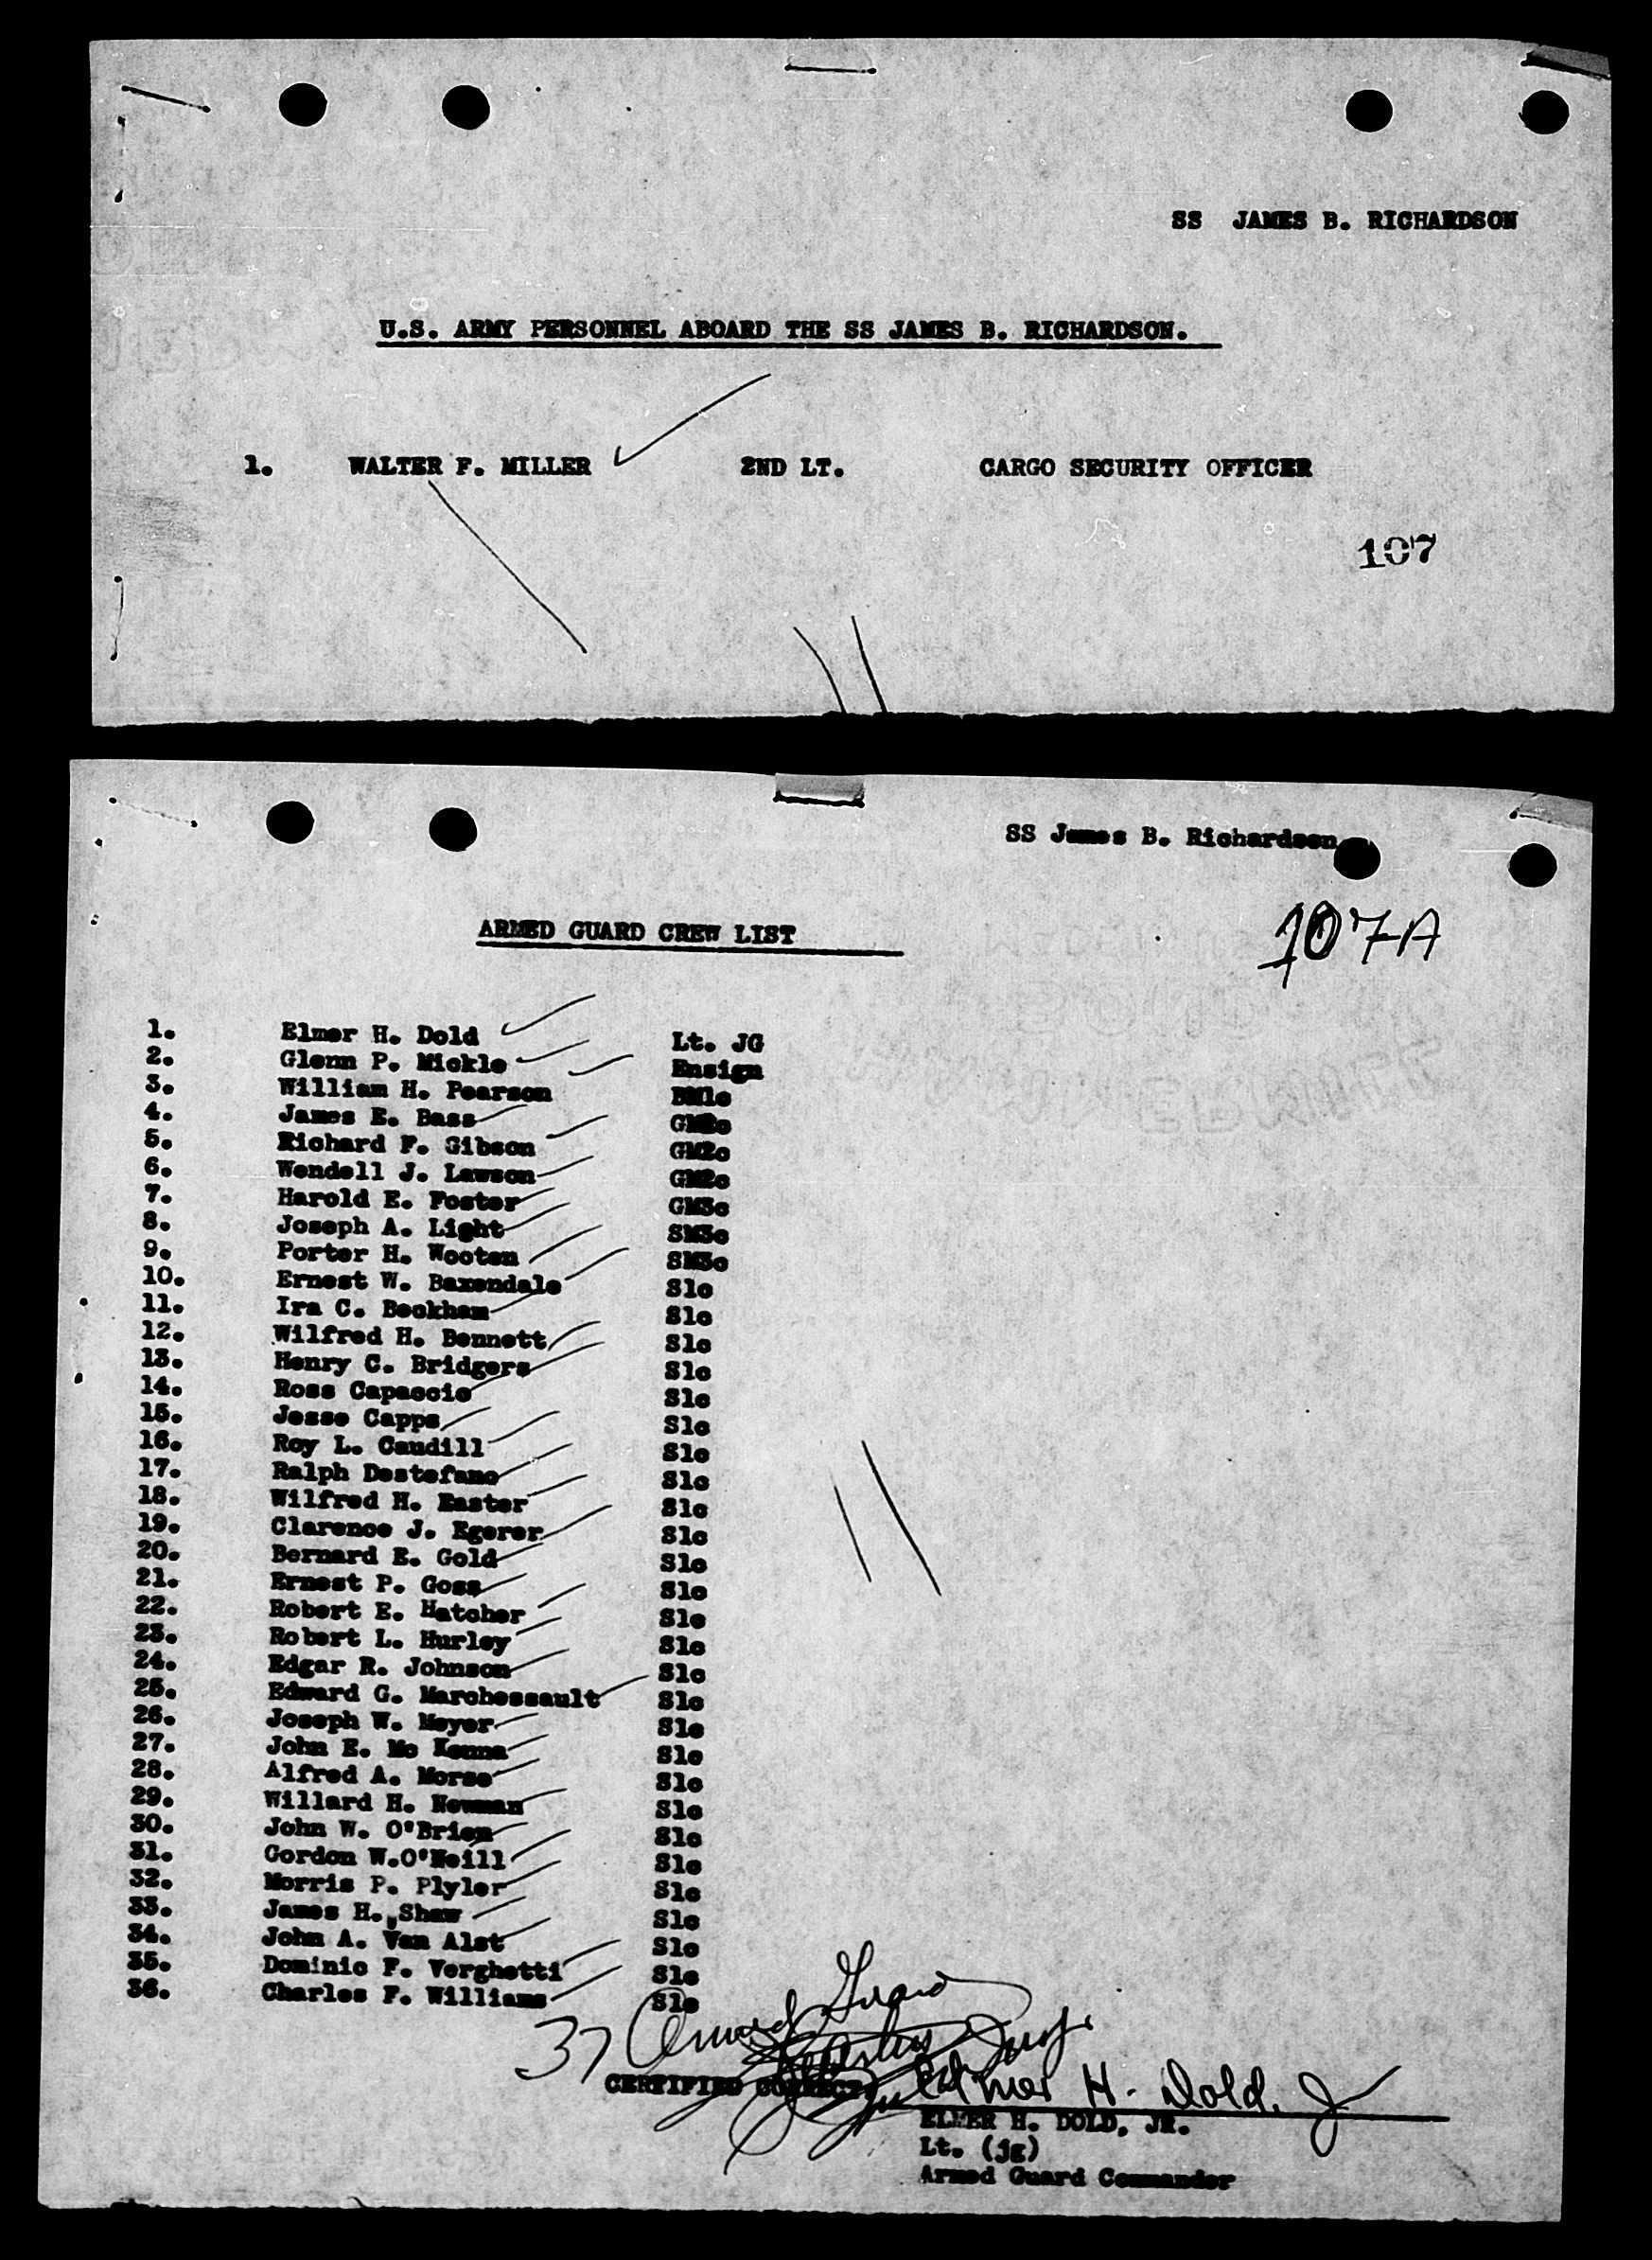 SS JAMES B. RICHARDSON
U.S. ARMY PERSONNEL ABOARD THE SS JAMES B. RICHARDSON.
1. WALTER F. MILLER 2ND LT. CARGO SECURITY OFFICER
107
SS James B. Richardson
107A
ARMED GUARD CREW LIST
1. Elmer H. Dold Lt. JG
2. Glenn P. Mickle Ensign
3. William H. Pearson BM1c
4. James E. Bass GM2c
5. Richard F. Gibson GM2c
6. Wendell J. Lawson GM2c
7. Harold E. Foster GM3c
8. Joseph A. Light SM3c
9. Porter H. Wooten SM3c
10. Ernest W. Baxendale S1c
11. Ira C. Beckham S1c
12. Wilfred H. Bennett S1c
13. Henry C. Bridgers S1c
14. Ross Capaccio S1c
15. Jesse Capps S1c
16. Roy L. Caudill S1c
17. Ralph Destefano S1c
18. Wilfred H. Easter S1c
19. Clarence J. Egerer S1c
20. Bernard E. Gold S1c
21. Ernest P. Goss S1c
22. Robert E. Hatcher S1c
23. Robert L. Hurley S1c
24. Edgar R. Johnson S1c
25. Edward G. Marchessault S1c
26. Joseph W. Meyer S1c
27. John E. Mc Kenna S1c
28. Alfred A. Morse S1c
29. Willard H. Newman S1c
30. John W. O'Brien S1c
31. Gordon W.O'Neill S1c
32. Morris P. Plyler S1c
33. James H. Shaw S1c
34. John A. Van Alst S1c
35. Dominic F. Verghetti S1c
36. Charles F. Williams S1c
37 Armed Guard
CERTIFIED CORRECT: Elmer H. Dold, Jr
ELMER H. DOLD, JR.
Lt. (jg)
Armed Guard Commander